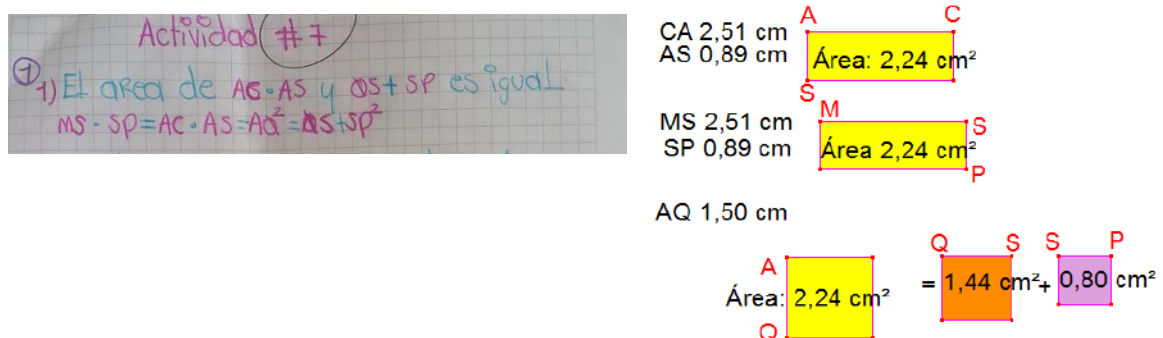 Actividad #7
1
1) El area de AC·AS y QS+SP es igual
MS·SP=AC·AS=AQ²=QS+SP²
A C
CA 2,51 cm
AS 0,89 cm
Área: 2,24 cm²
S
MS 2,51 cm
SP 0,89 cm
M
S
Área 2,24 cm²
P
AQ 1,50 cm
A
Área: 2,24 cm²
Q
Q S S P
= 1,44 cm² + 0,80 cm²